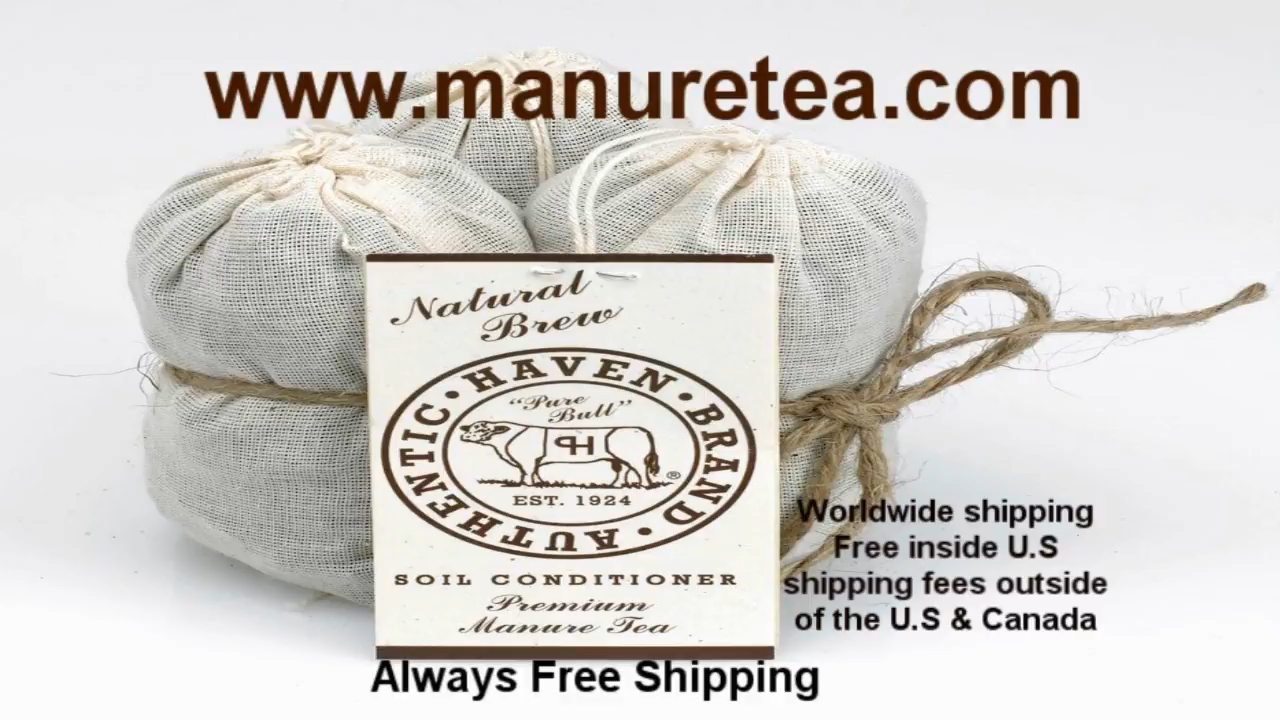 www.manuretea.com
Natural
Brew
AUTHENTIC · HAVEN · BRAND ·
"Pure
Bull"
PH
®
EST. 1924
SOIL CONDITIONER
Premium
Manure Tea
Worldwide shipping
Free inside U.S
shipping fees outside
of the U.S & Canada
Always Free Shipping